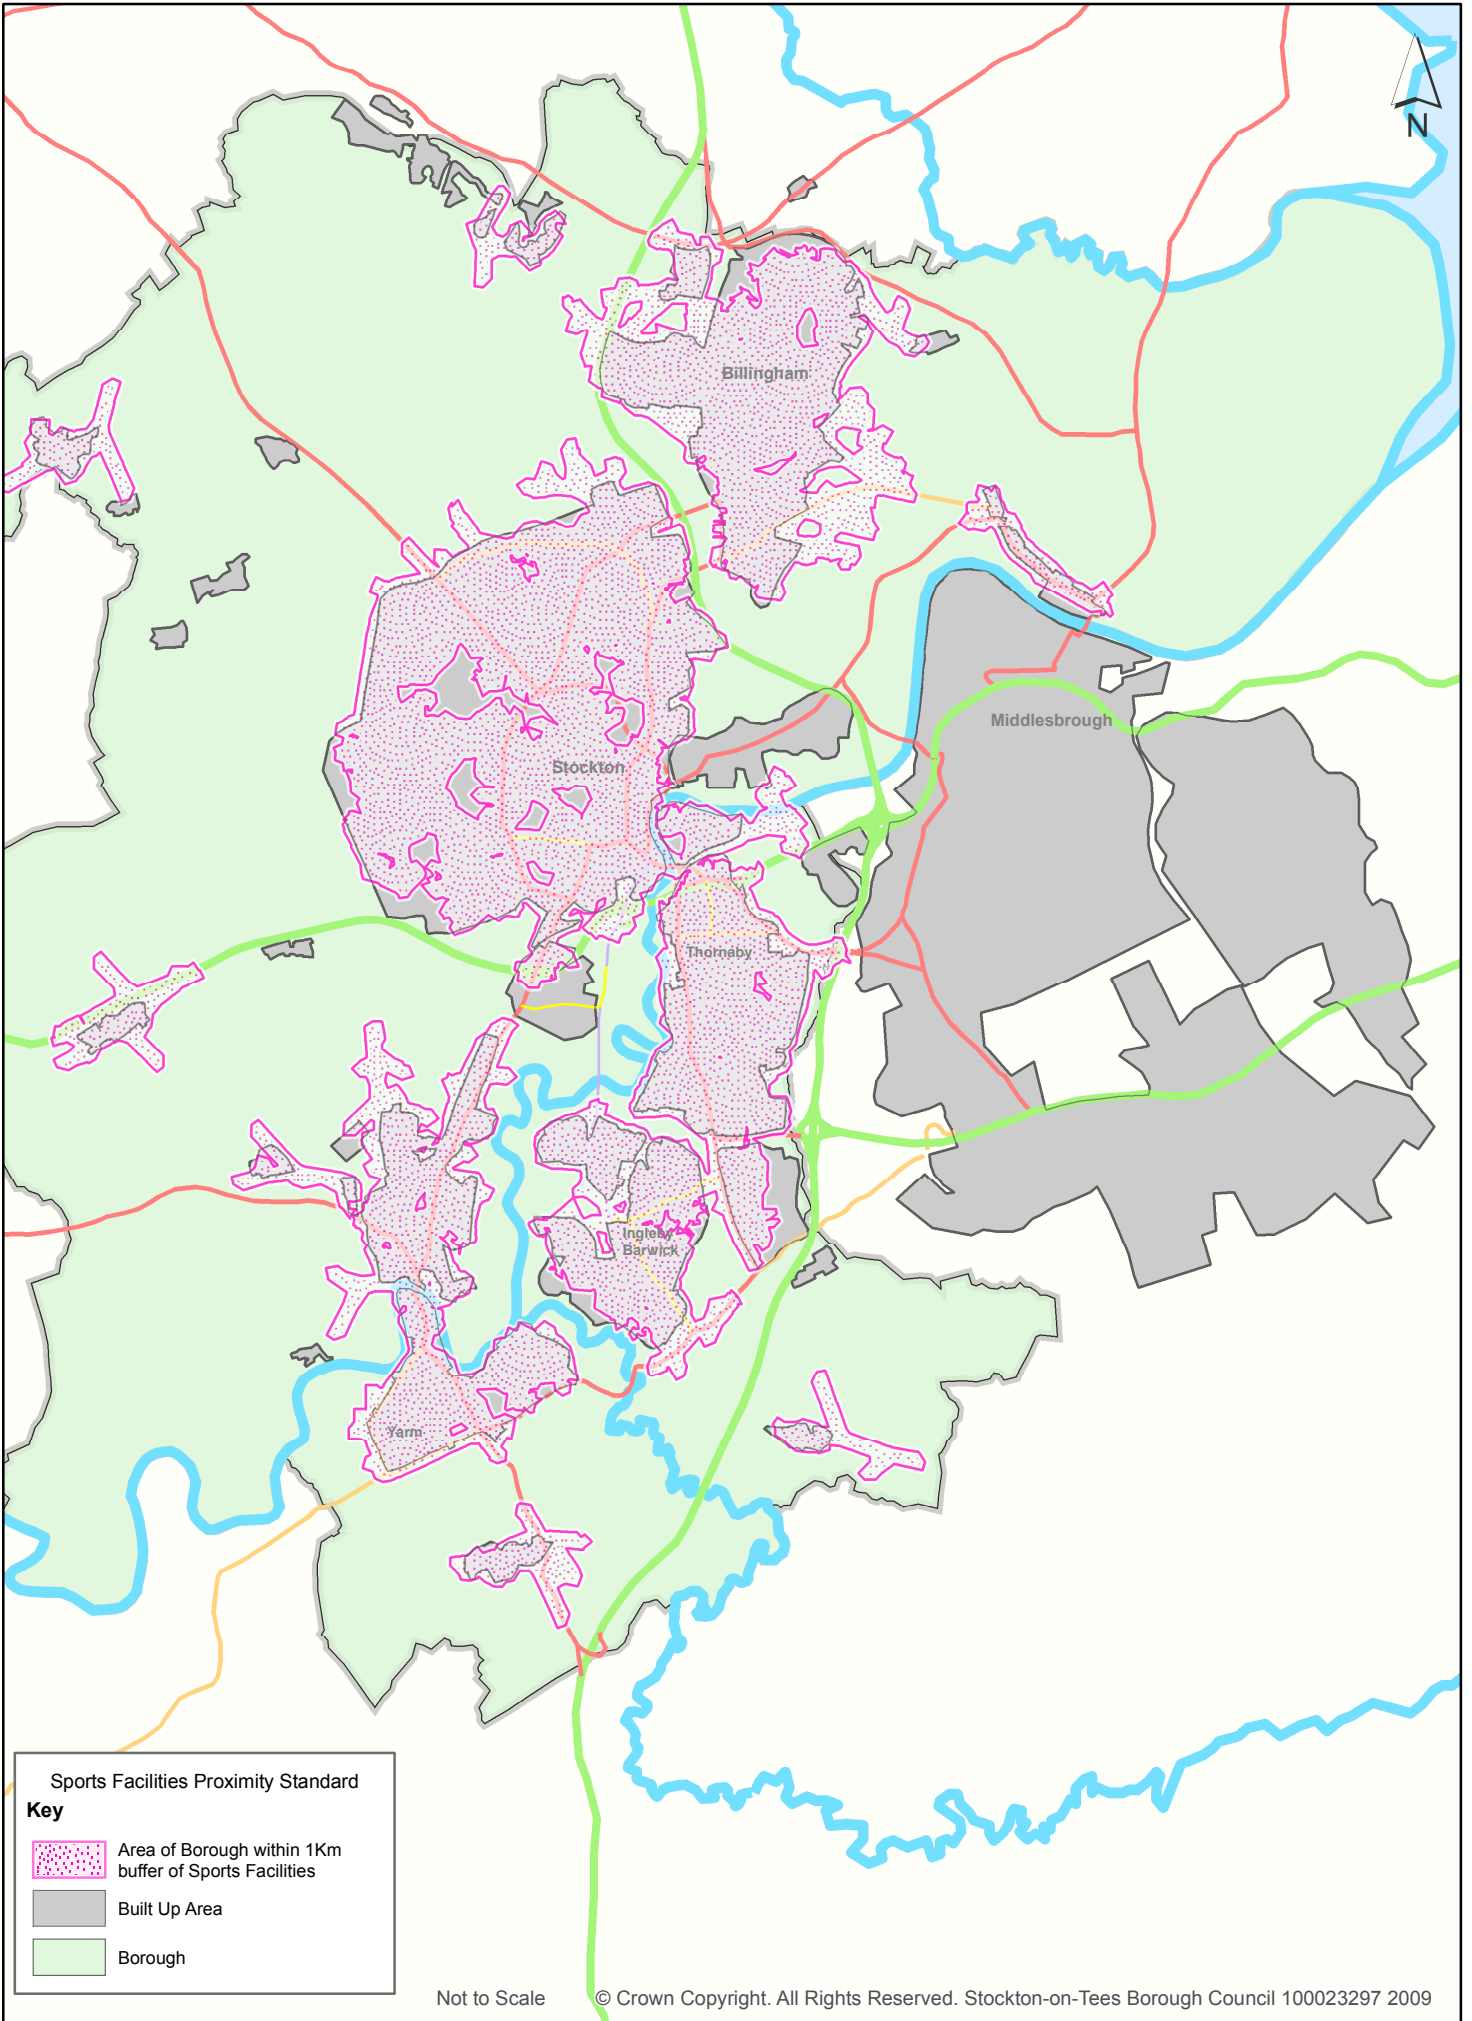 N
Billingham
Middlesbrough
Stockton
Thornaby
Ingleby
Barwick
Yarm
Sports Facilities Proximity Standard
Key
Area of Borough within 1Km
buffer of Sports Facilities
Built Up Area
Borough
Not to Scale
© Crown Copyright. All Rights Reserved. Stockton-on-Tees Borough Council 100023297 2009